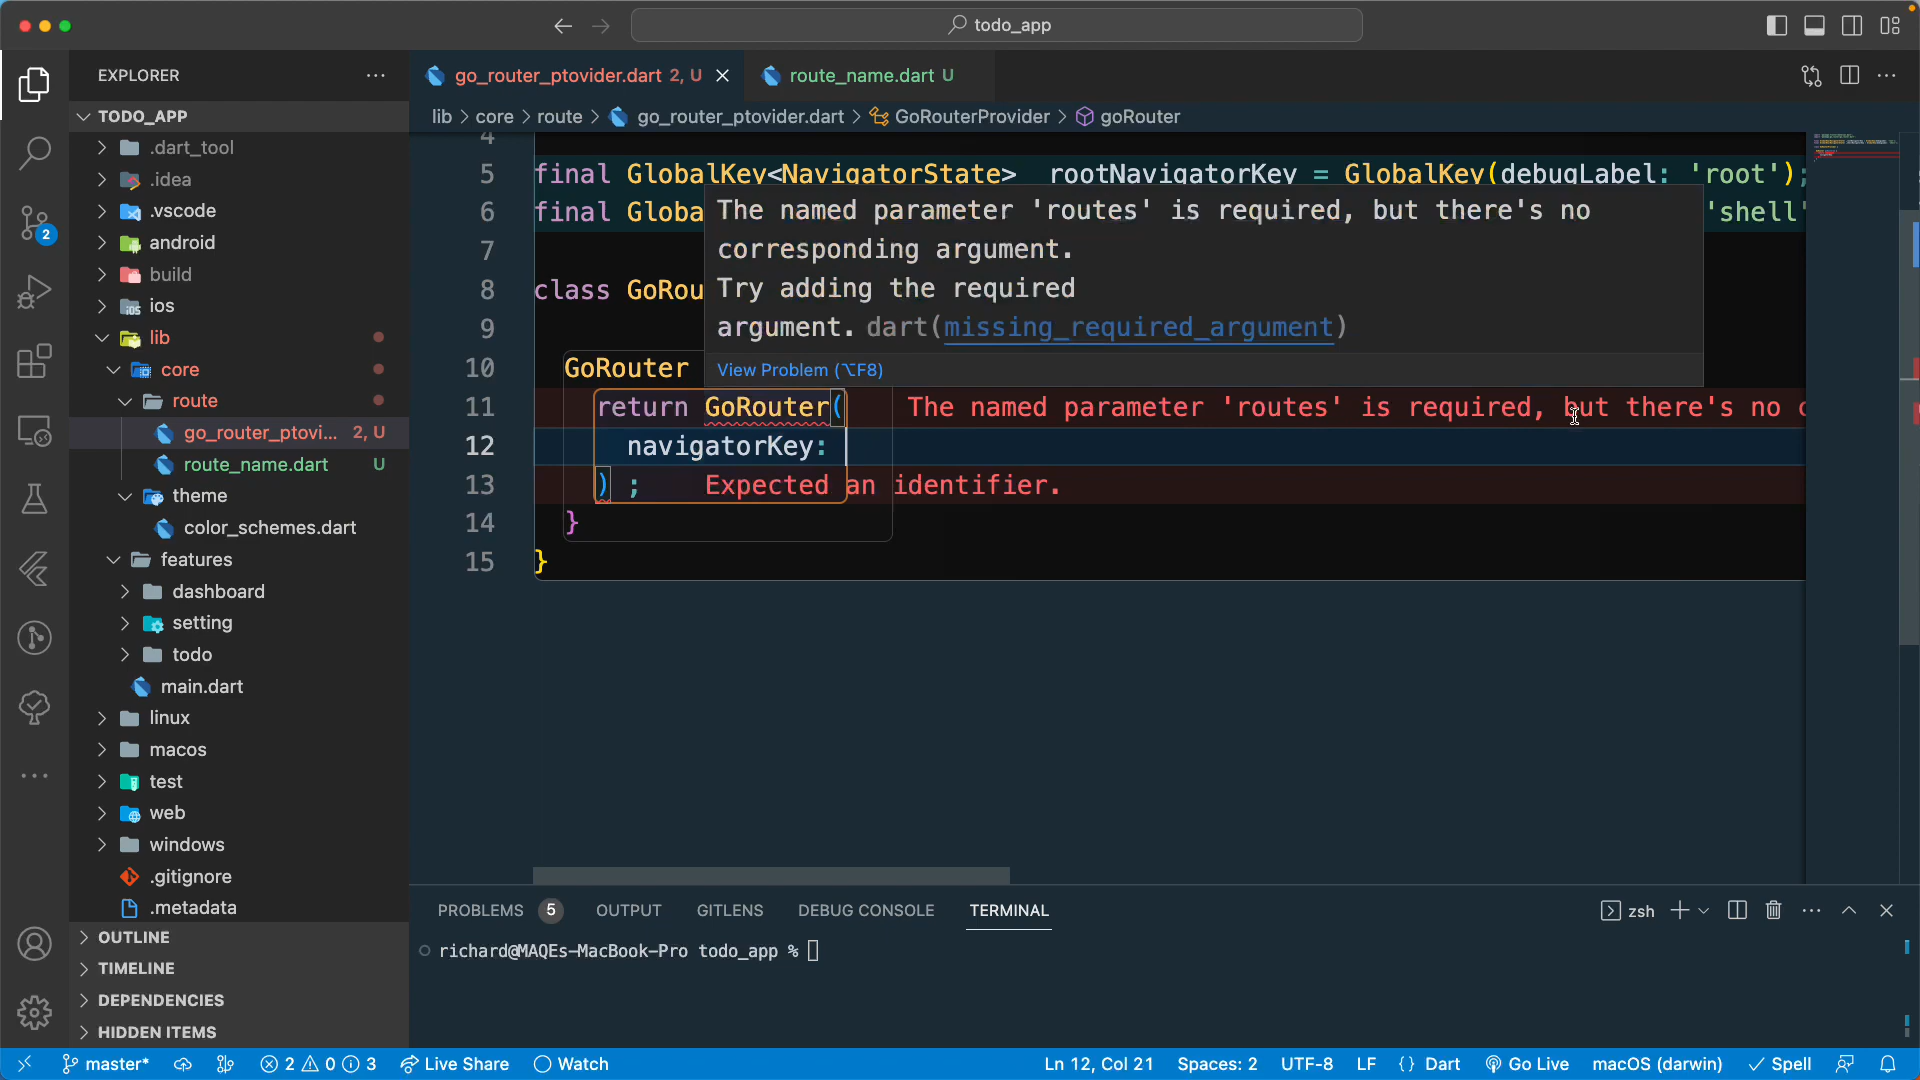 todo_app
EXPLORER
go_router_ptovider.dart 2, U
route_name.dart U
TODO_APP
lib > core > route > go_router_ptovider.dart > GoRouterProvider > goRouter
.dart_tool
.idea
.vscode
android
build
ios
lib
core
route
go_router_ptovi... 2, U
route_name.dart U
theme
color_schemes.dart
features
dashboard
setting
todo
main.dart
linux
macos
test
web
windows
.gitignore
.metadata
OUTLINE
TIMELINE
DEPENDENCIES
HIDDEN ITEMS
4
5 final GlobalKey<NavigatorState> rootNavigatorKey = GlobalKey(debugLabel: 'root');
6 final Globa 'shell'
7
8 class GoRou
9
10 GoRouter
11 return GoRouter( The named parameter 'routes' is required, but there's no c
12 navigatorKey:
13 ) ; Expected an identifier.
14 }
15 }
The named parameter 'routes' is required, but there's no
corresponding argument.
Try adding the required
argument. dart(missing_required_argument)
View Problem (⌥F8)
PROBLEMS 5 OUTPUT GITLENS DEBUG CONSOLE TERMINAL
zsh
richard@MAQEs-MacBook-Pro todo_app %
2
master* 2 0 3 Live Share Watch
Ln 12, Col 21 Spaces: 2 UTF-8 LF {} Dart Go Live macOS (darwin) Spell